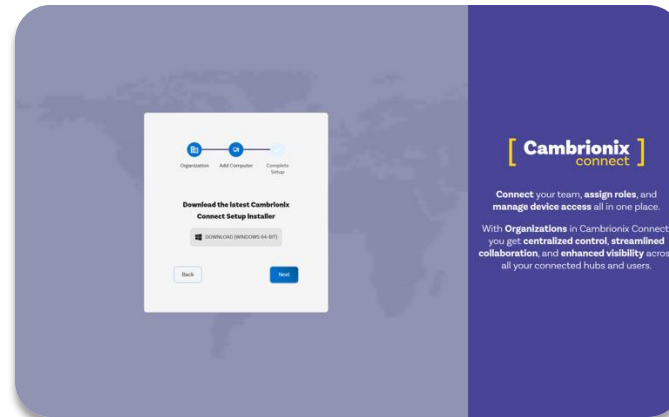 Organization Add Computer Complete
Setup
Download the latest Cambrionix
Connect Setup Installer
DOWNLOAD (WINDOWS 64-BIT)
Back Next
[ Cambrionix ]
connect
Connect your team, assign roles, and
manage device access all in one place.
With Organizations in Cambrionix Connect
you get centralized control, streamlined
collaboration, and enhanced visibility acros
all your connected hubs and users.